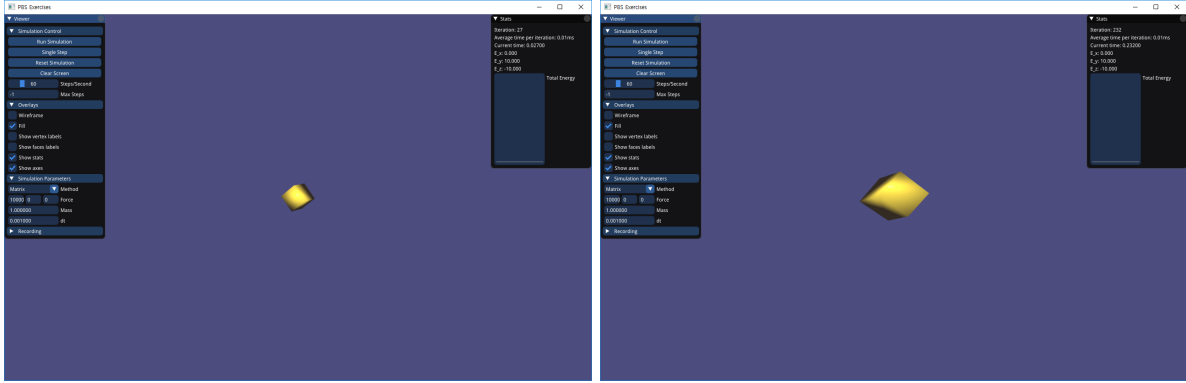 PBS Exercises
Viewer
Simulation Control
Run Simulation
Single Step
Reset Simulation
Clear Screen
60 Steps/Second
-1 Max Steps
Overlays
Wireframe
Fill
Show vertex labels
Show faces labels
Show stats
Show axes
Simulation Parameters
Matrix Method
10000 0 0 Force
1.000000 Mass
0.001000 dt
Recording
Stats
Iteration: 27
Average time per iteration: 0.01ms
Current time: 0.02700
E_x: 0.000
E_y: 10.000
E_z: -10.000
Total Energy
PBS Exercises
Viewer
Simulation Control
Run Simulation
Single Step
Reset Simulation
Clear Screen
60 Steps/Second
-1 Max Steps
Overlays
Wireframe
Fill
Show vertex labels
Show faces labels
Show stats
Show axes
Simulation Parameters
Matrix Method
10000 0 0 Force
1.000000 Mass
0.001000 dt
Recording
Stats
Iteration: 232
Average time per iteration: 0.01ms
Current time: 0.23200
E_x: 0.000
E_y: 10.000
E_z: -10.000
Total Energy